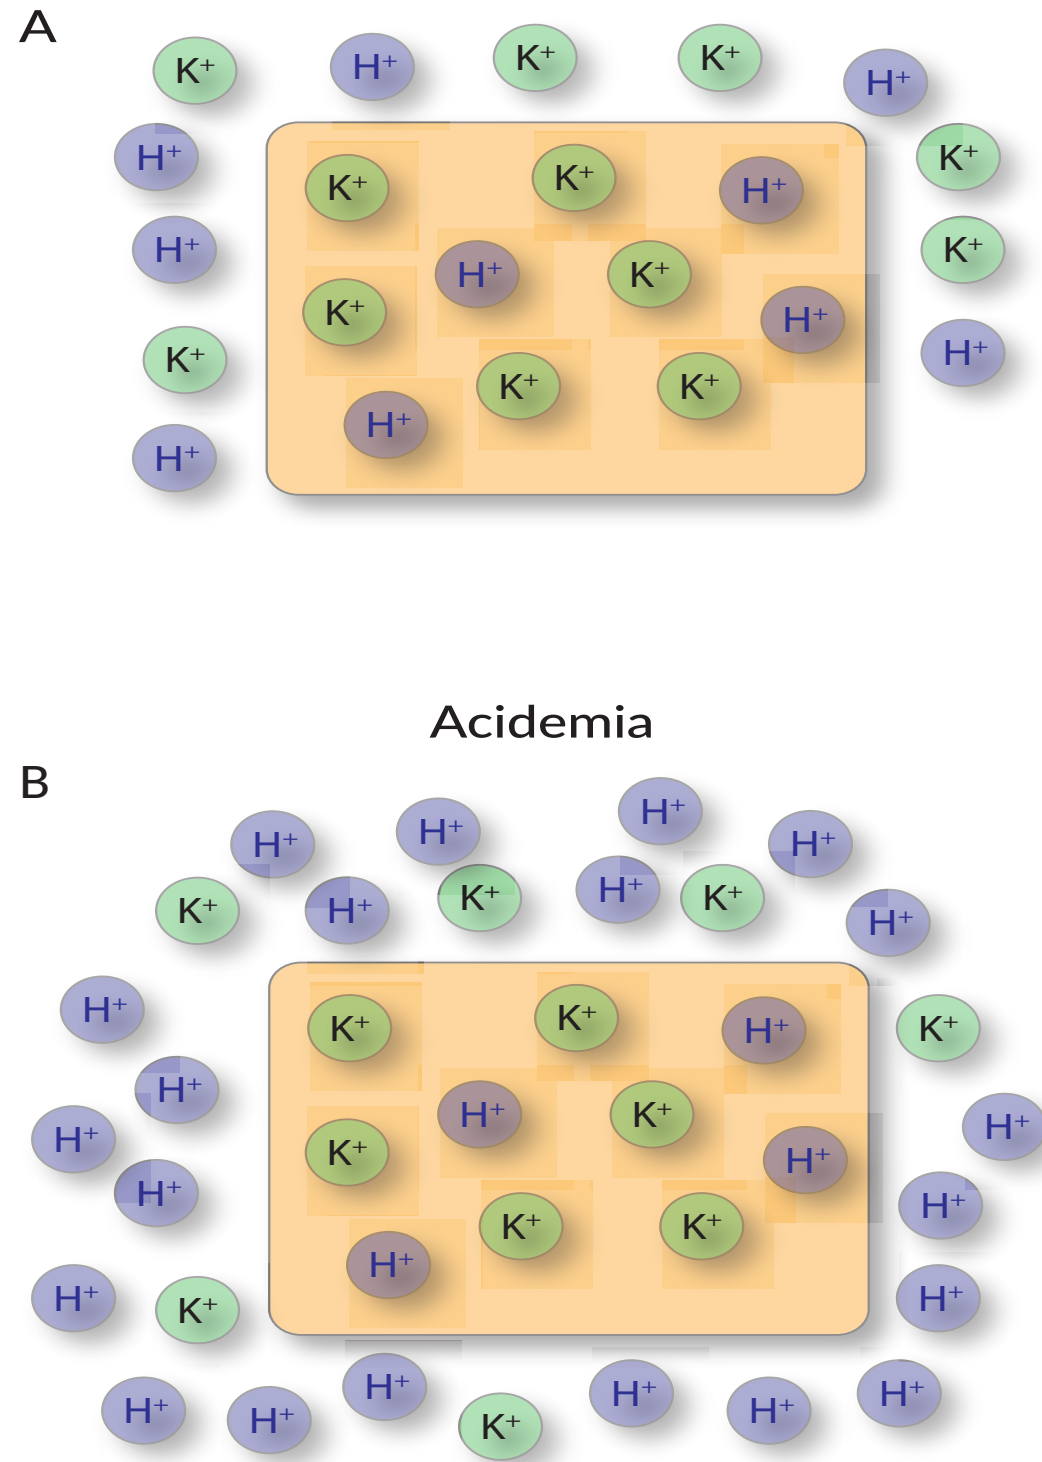 A
K⁺ H⁺ K⁺ K⁺ H⁺
H⁺ K⁺
K⁺ K⁺ H⁺
H⁺ K⁺
H⁺ K⁺
K⁺ H⁺
K⁺ H⁺
K⁺ K⁺
H⁺
H⁺
Acidemia
B
H⁺ H⁺ H⁺ H⁺
K⁺ H⁺ K⁺ H⁺ K⁺ H⁺
H⁺ K⁺ K⁺ H⁺ K⁺
H⁺ H⁺ K⁺ H⁺
H⁺ K⁺ H⁺
H⁺ K⁺ K⁺ H⁺
H⁺
H⁺ K⁺ H⁺
H⁺ H⁺ H⁺ K⁺ H⁺ H⁺ H⁺